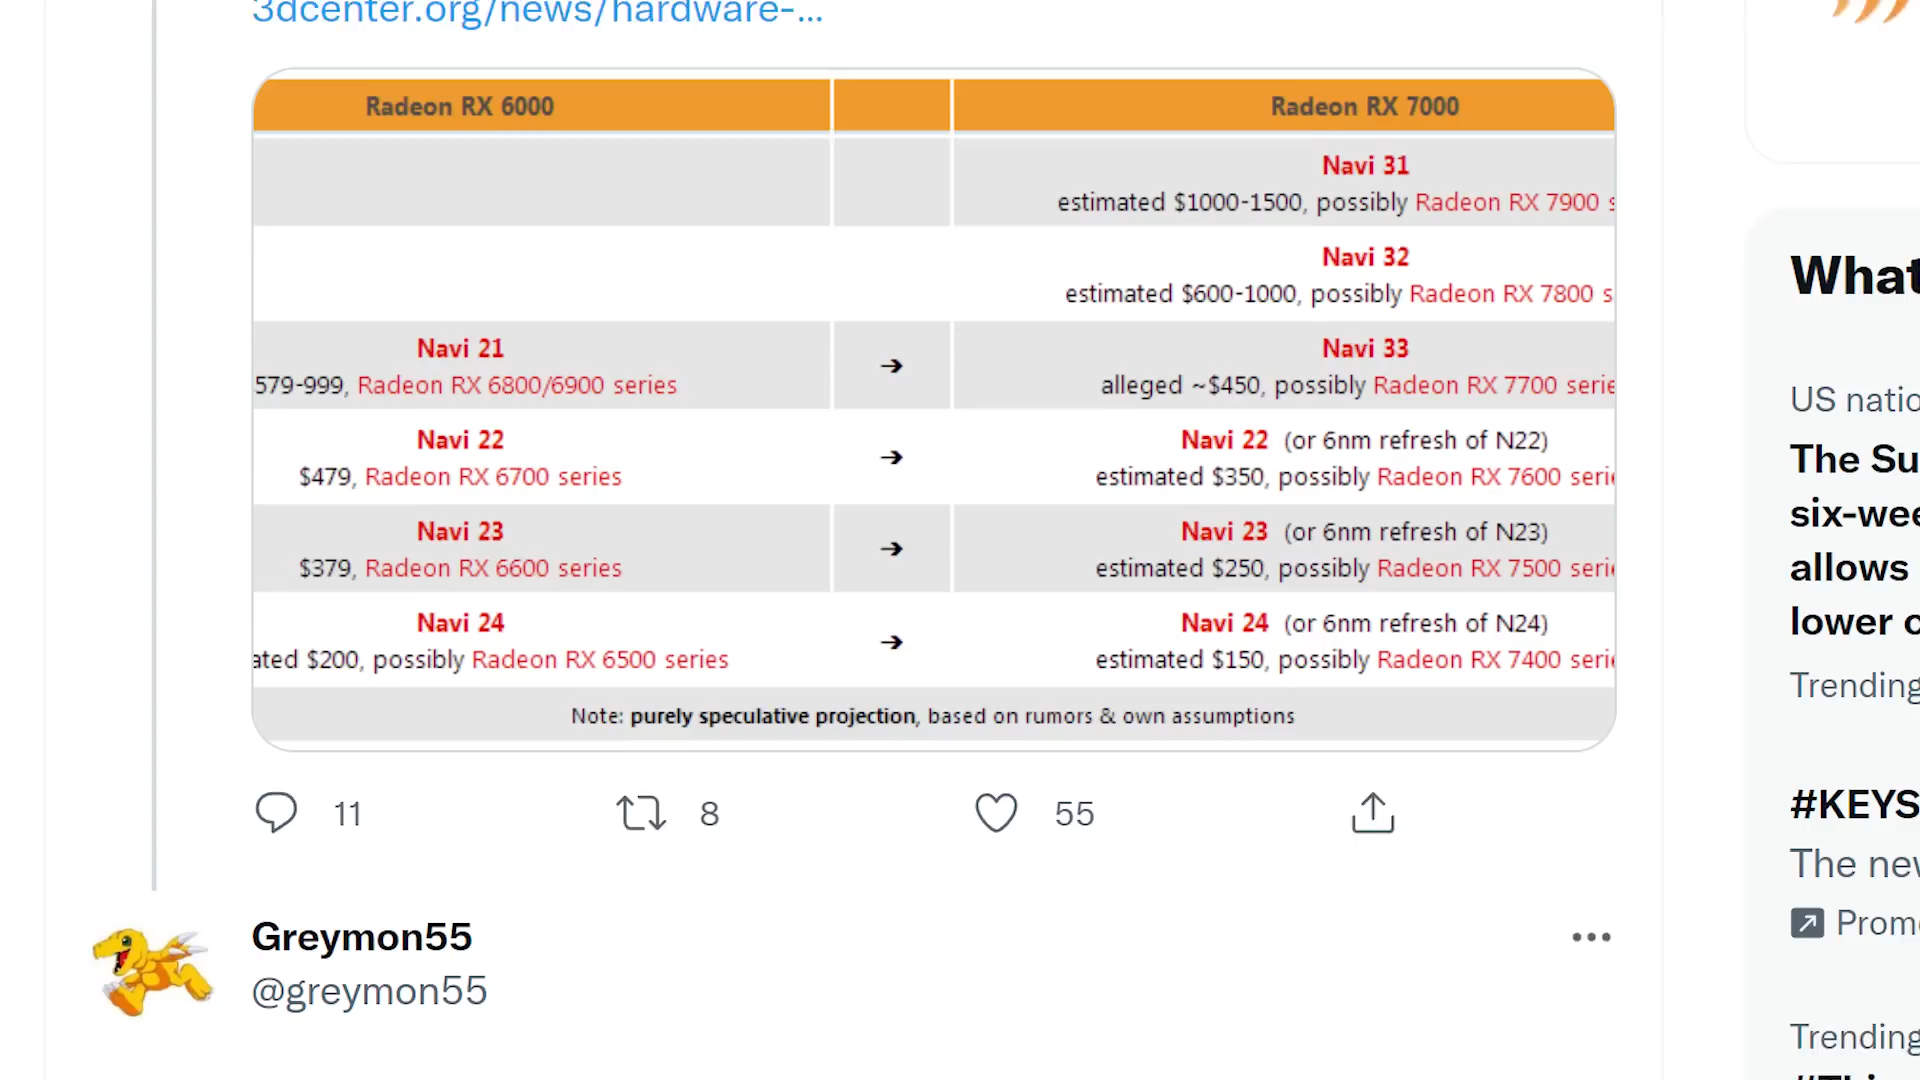 3dcenter.org/news/hardware-...
Radeon RX 6000
Radeon RX 7000
Navi 31
estimated $1000-1500, possibly Radeon RX 7900 s
Navi 32
estimated $600-1000, possibly Radeon RX 7800 s
Navi 21
579-999, Radeon RX 6800/6900 series
➔
Navi 33
alleged ~$450, possibly Radeon RX 7700 serie
Navi 22
$479, Radeon RX 6700 series
➔
Navi 22 (or 6nm refresh of N22)
estimated $350, possibly Radeon RX 7600 seri
Navi 23
$379, Radeon RX 6600 series
➔
Navi 23 (or 6nm refresh of N23)
estimated $250, possibly Radeon RX 7500 seri
Navi 24
ated $200, possibly Radeon RX 6500 series
➔
Navi 24 (or 6nm refresh of N24)
estimated $150, possibly Radeon RX 7400 seri
Note: purely speculative projection, based on rumors & own assumptions
11
8
55
Greymon55
@greymon55
What
US natio
The Su
six-wee
allows
lower o
Trending
#KEYS
The nev
Promo
Trending